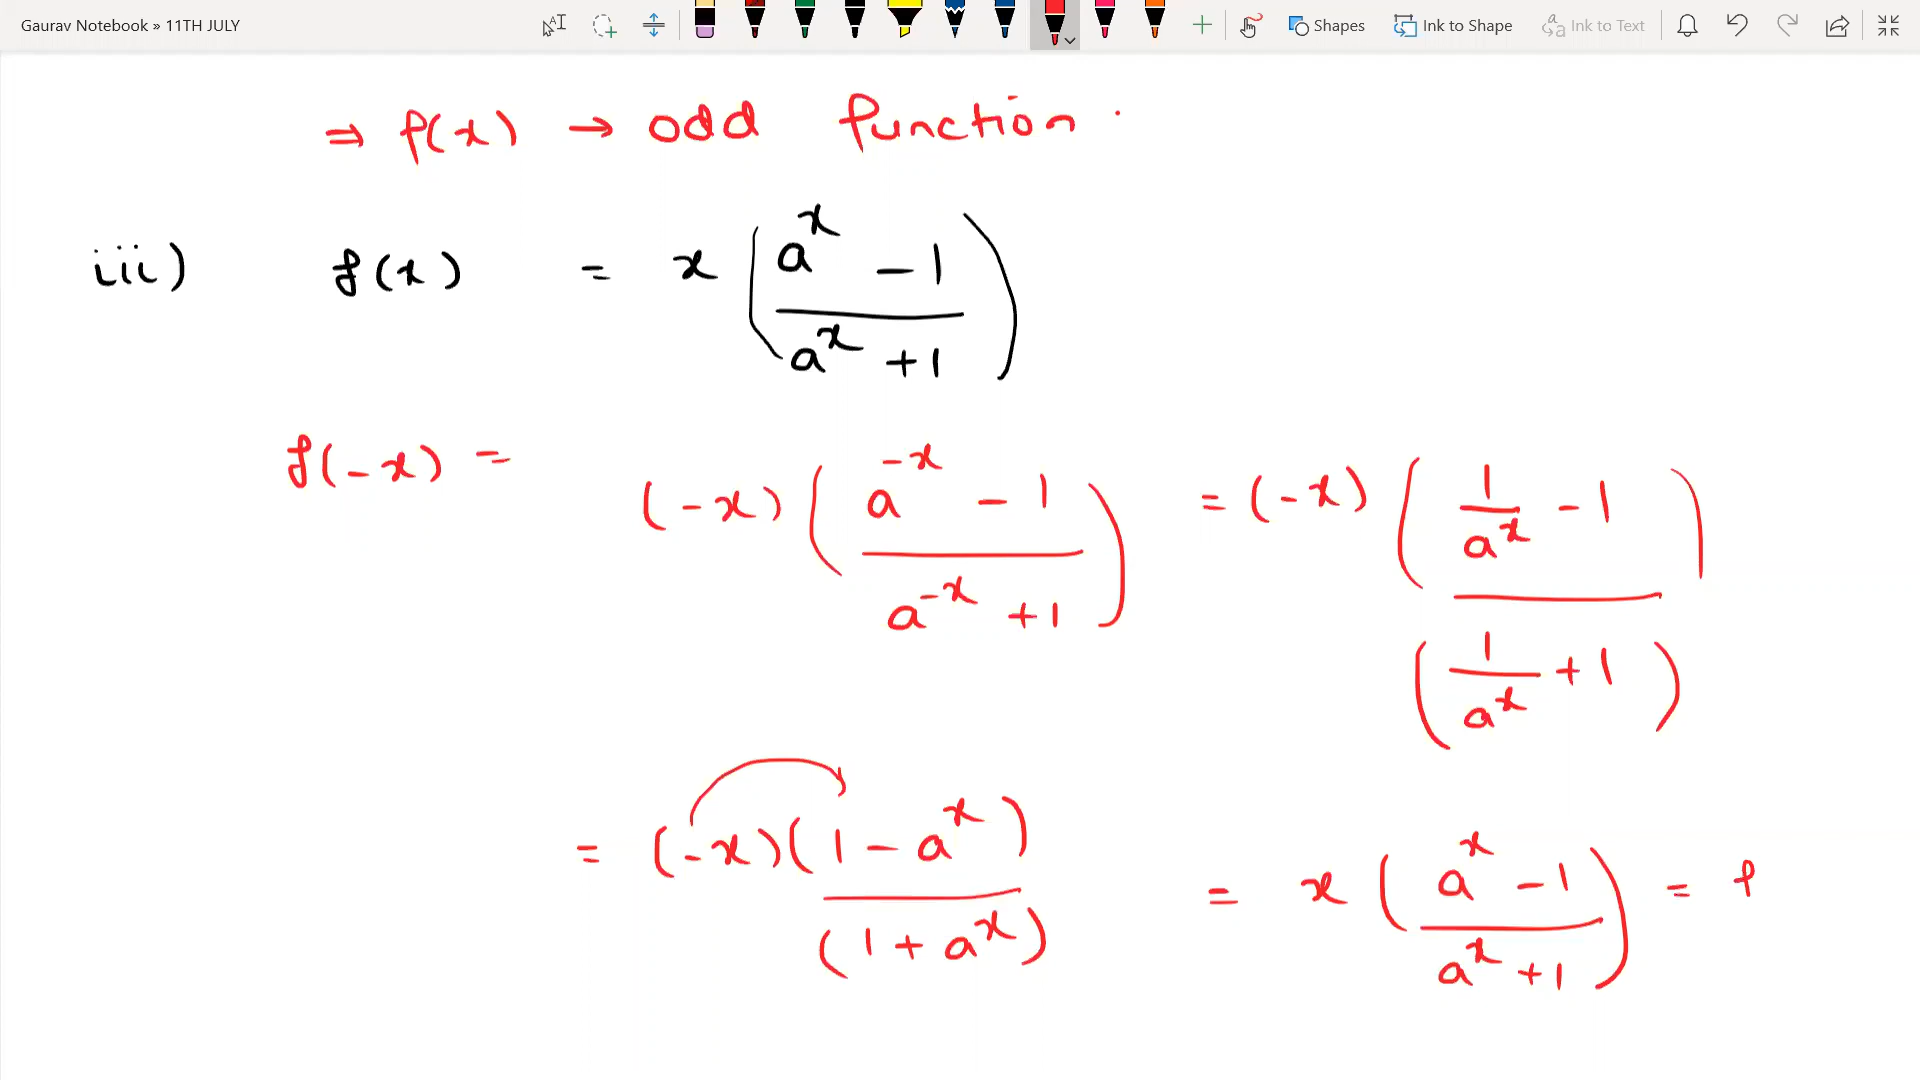 Gaurav Notebook » 11TH JULY Shapes Ink to Shape Ink to Text
⇒ f(x) → odd function.
iii) f(x) = x ( (a^x - 1) / (a^x + 1) )
f(-x) = (-x) ( (a^-x - 1) / (a^-x + 1) ) = (-x) ( (1/a^x - 1) / (1/a^x + 1) )
= (-x) (1 - a^x) / (1 + a^x) = x ( (a^x - 1) / (a^x + 1) ) = f